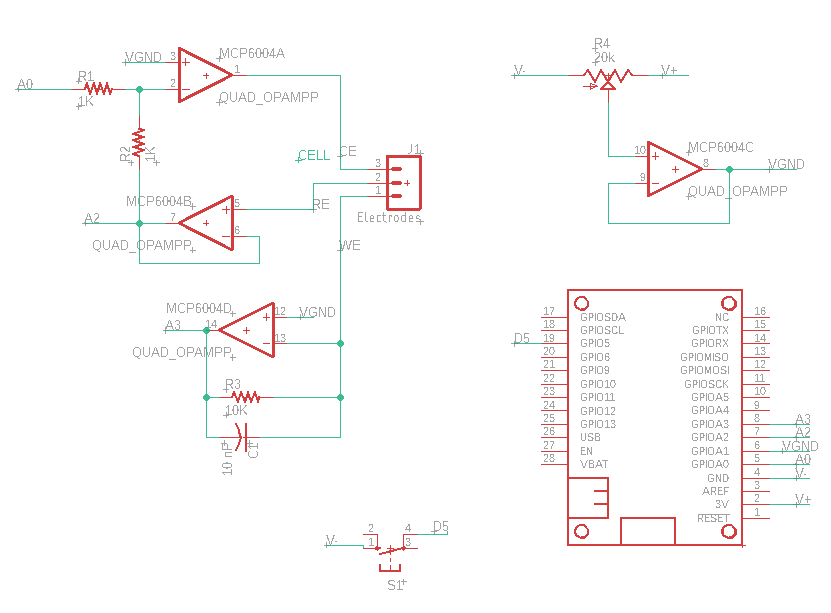 MCP6004A
VGND 3
1
A0 R1 2
1K
QUAD_OPAMPP
R2 1K
CELL CE J1
3
2
1
Electrodes
MCP6004B
5
RE
A2 7
6
QUAD_OPAMPP
WE
MCP6004D 12 VGND
A3 14
13
QUAD_OPAMPP
R3
10K
10 nF C1
R4
20k
V- V+
MCP6004C
10
8 VGND
9
QUAD_OPAMPP
17 GPIOSDA NC 16
18 GPIOSCL GPIOTX 15
D5 19 GPIO5 GPIORX 14
20 GPIO6 GPIOMISO 13
21 GPIO9 GPIOMOSI 12
22 GPIO10 GPIOSCK 11
23 GPIO11 GPIOA5 10
24 GPIO12 GPIOA4 9
25 GPIO13 GPIOA3 8 A3
26 USB GPIOA2 7 A2
27 EN GPIOA1 6 VGND
28 VBAT GPIOA0 5 A0
GND 4 V-
AREF 3
3V 2 V+
RESET 1
2 4 D5
V- 1 3
S1